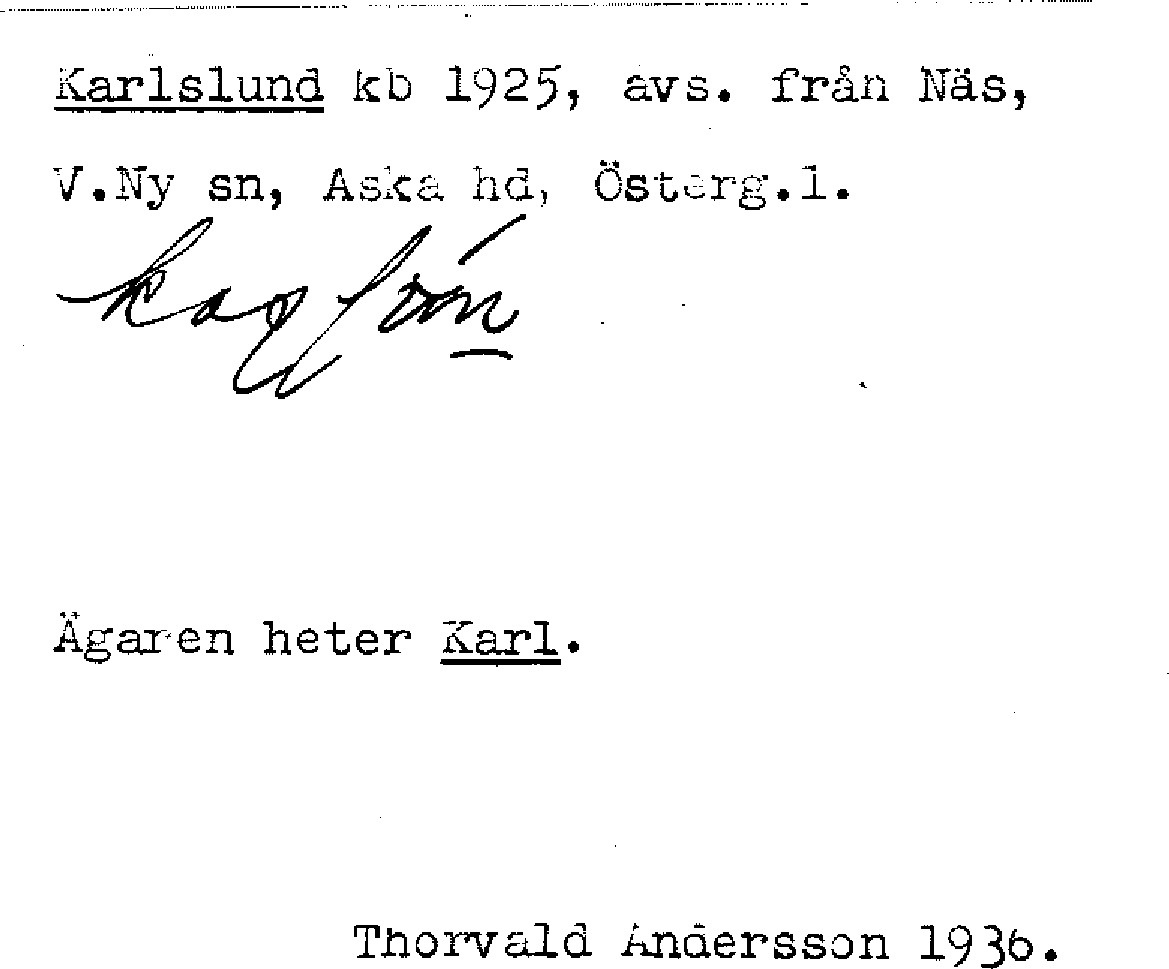 Karlslund kb 1925, avs. från Näs,
V.Ny sn, Aska hd, Österg.l.
Ägaren heter Karl.
Thorvald Andersson 1936.